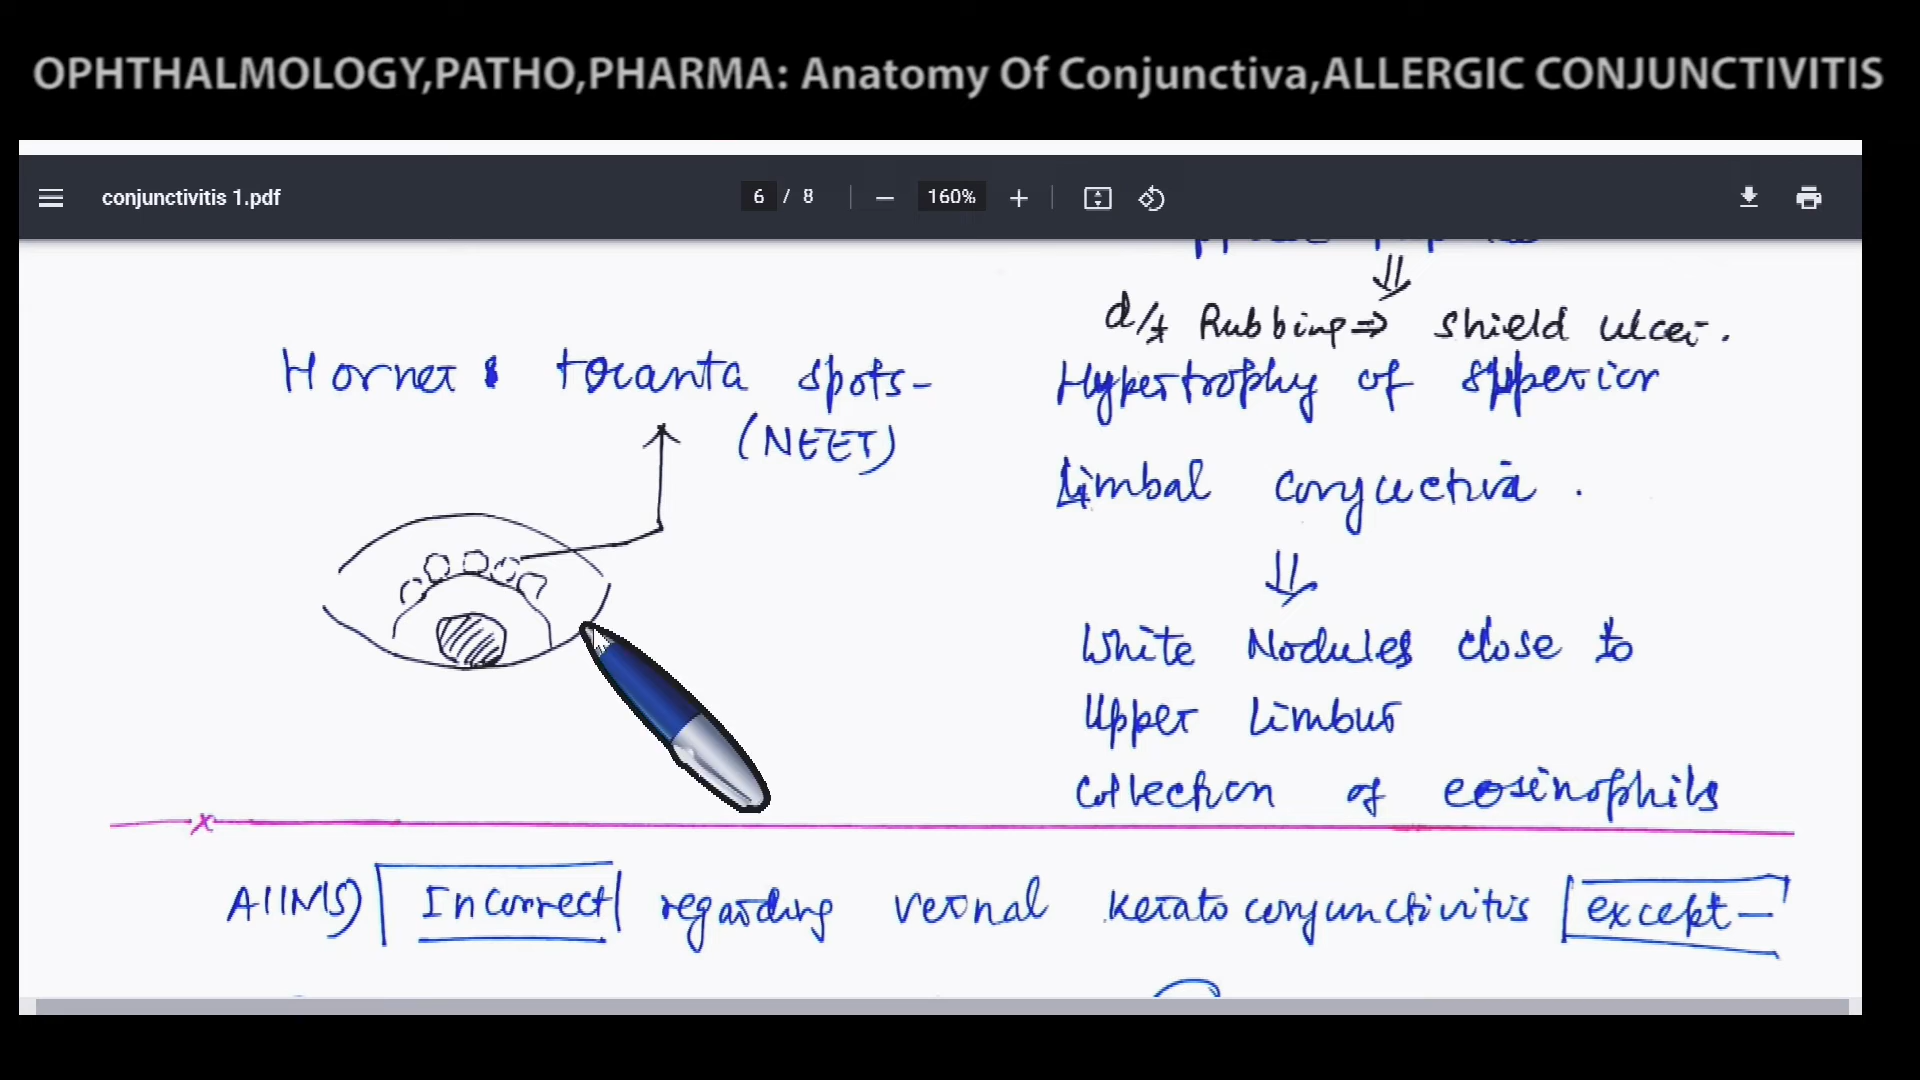 OPHTHALMOLOGY,PATHO,PHARMA: Anatomy Of Conjunctiva,ALLERGIC CONJUNCTIVITIS
conjunctivitis 1.pdf
6 / 8
160%
d/t Rubbing ⇒ shield ulcer.
Horner's tranta spots-
(NEET)
Hypertrophy of superior
limbal conjuctiva.
White Nodules close to
Upper Limbus
Collection of eosinophils
AIIMS) Incorrect regarding vernal Kerato conjunctivitis except-